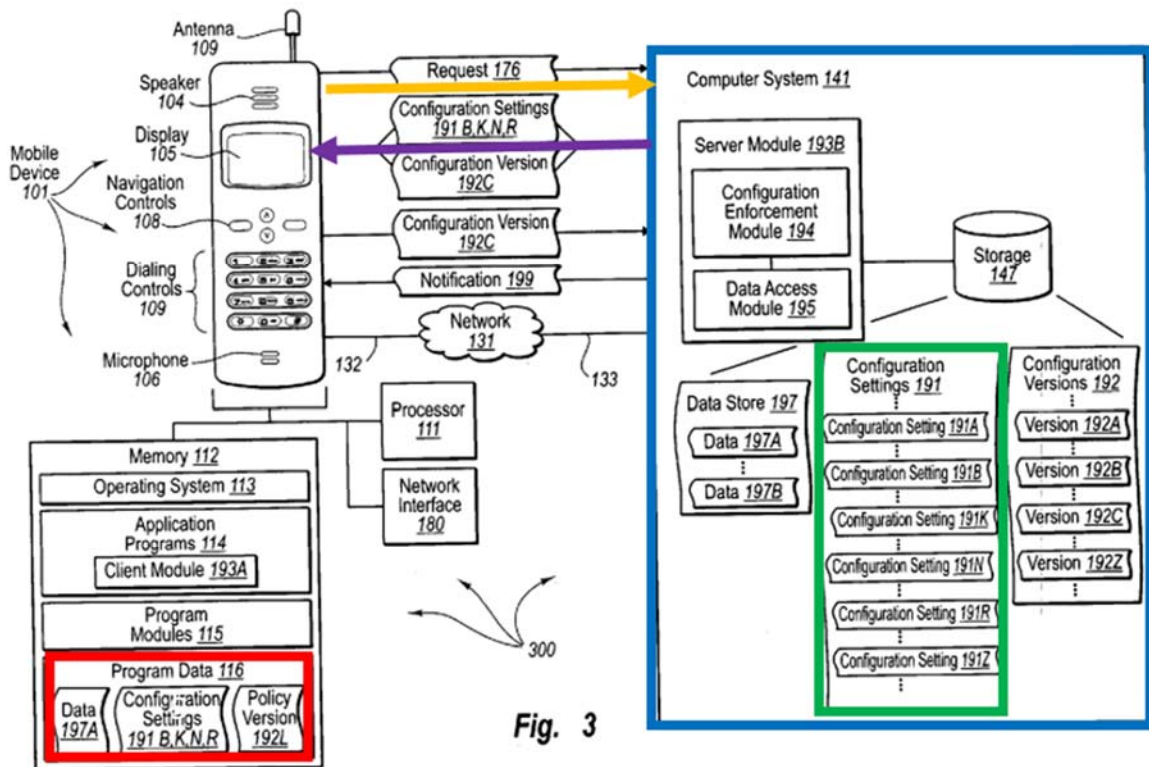 Antenna
109
Speaker
104
Display
105
Mobile
Device
101
Navigation
Controls
108
Dialing
Controls
109
Microphone
106
Request 176
Configuration Settings
191 B,K,N,R
Configuration Version
192C
Configuration Version
192C
Notification 199
Network
131
132
133
Processor
111
Network
Interface
180
Memory 112
Operating System 113
Application
Programs 114
Client Module 193A
Program
Modules 115
Program Data 116
Data
197A
Configuration
Settings
191 B,K,N,R
Policy
Version
192L
300
Fig. 3
Computer System 141
Server Module 193B
Configuration
Enforcement
Module 194
Data Access
Module 195
Storage
147
Data Store 197
Data 197A
Data 197B
Configuration
Settings 191
Configuration Setting 191A
Configuration Setting 191B
Configuration Setting 191K
Configuration Setting 191N
Configuration Setting 191R
Configuration Setting 191Z
Configuration
Versions 192
Version 192A
Version 192B
Version 192C
Version 192Z